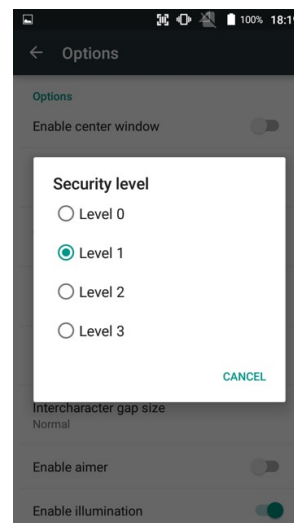 100% 18:1
Options
Options
Enable center window
Security level
Level 0
Level 1
Level 2
Level 3
CANCEL
Intercharacter gap size
Normal
Enable aimer
Enable illumination